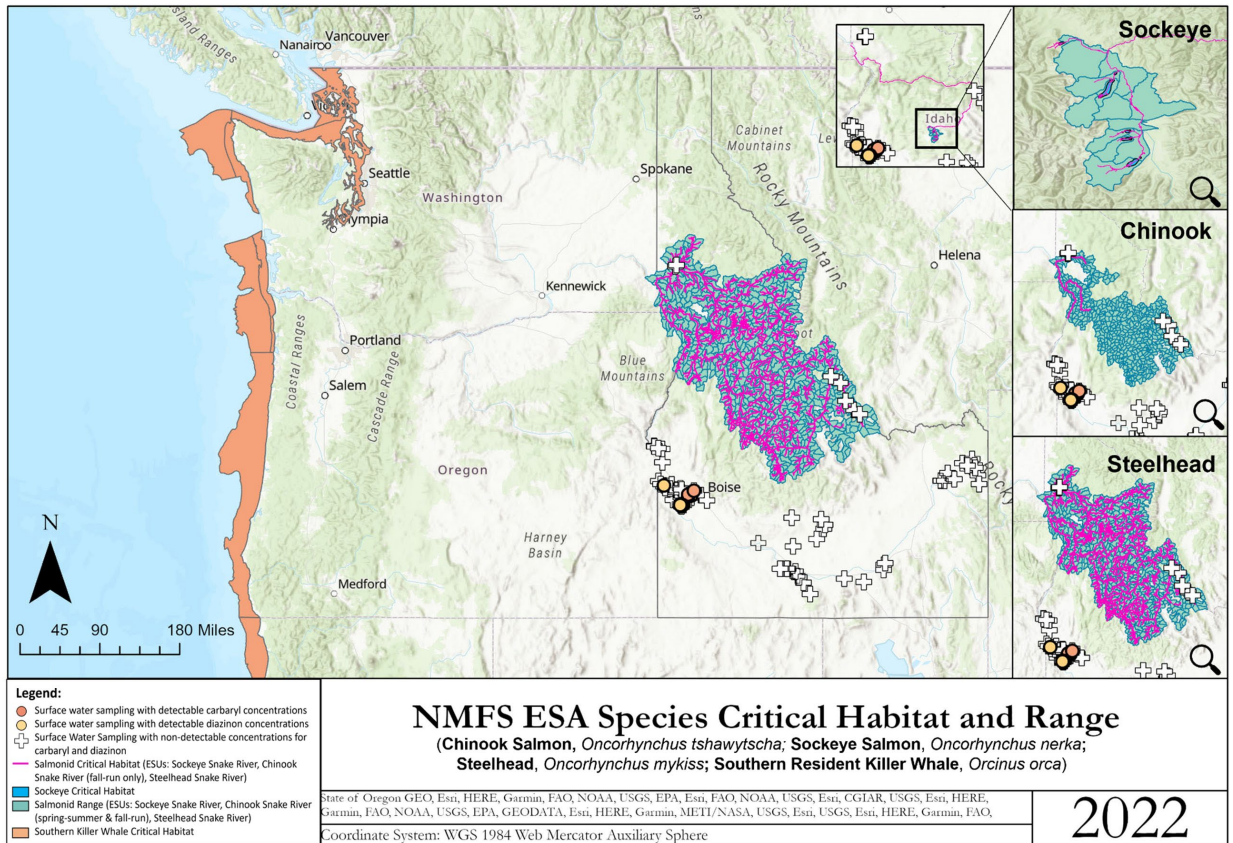 Island Ranges
Nanaimo
Vancouver
Seattle
Olympia
Washington
Spokane
Cabinet
Mountains
Rocky Mountains
Helena
Kennewick
Portland
Salem
Coastal Ranges
Cascade Range
Blue
Mountains
Oregon
Boise
Rocky
Harney
Basin
Medford
Idaho
Sockeye
Chinook
Steelhead
N
0 45 90 180 Miles
Legend:
Surface water sampling with detectable carbaryl concentrations
Surface water sampling with detectable diazinon concentrations
Surface Water Sampling with non-detectable concentrations for
carbaryl and diazinon
Salmonid Critical Habitat (ESUs: Sockeye Snake River, Chinook
Snake River (fall-run only), Steelhead Snake River)
Sockeye Critical Habitat
Salmonid Range (ESUs: Sockeye Snake River, Chinook Snake River
(spring-summer & fall-run), Steelhead Snake River)
Southern Killer Whale Critical Habitat
NMFS ESA Species Critical Habitat and Range
(Chinook Salmon, Oncorhynchus tshawytscha; Sockeye Salmon, Oncorhynchus nerka;
Steelhead, Oncorhynchus mykiss; Southern Resident Killer Whale, Orcinus orca)
State of Oregon GEO, Esri, HERE, Garmin, FAO, NOAA, USGS, EPA, Esri, FAO, NOAA, USGS, Esri, CGIAR, USGS, Esri, HERE,
Garmin, FAO, NOAA, USGS, EPA, GEODATA, Esri, HERE, Garmin, METI/NASA, USGS, Esri, USGS, Esri, HERE, Garmin, FAO,
Coordinate System: WGS 1984 Web Mercator Auxiliary Sphere
2022